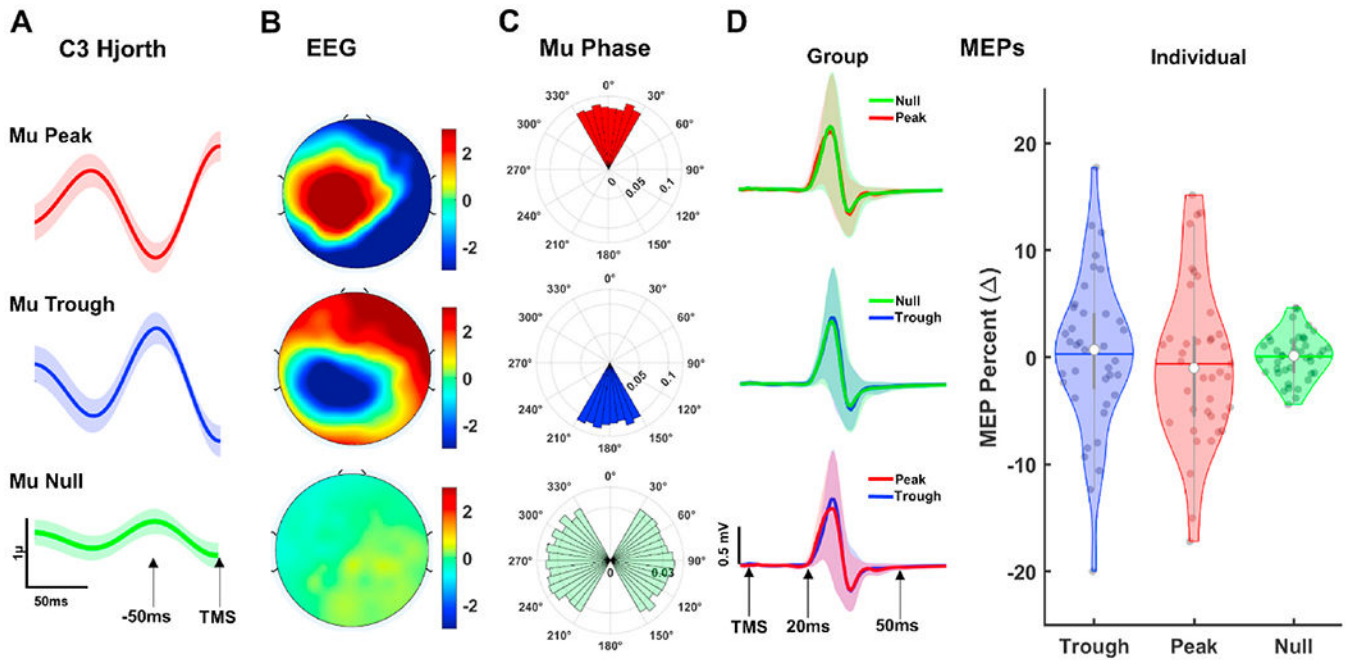 A
C3 Hjorth
B
EEG
C
Mu Phase
D
MEPs
Group
Individual
Mu Peak
2
0
-2
0°
30°
60°
90°
120°
150°
180°
210°
240°
270°
300°
330°
0
0.05
0.1
Null
Peak
Mu Trough
2
0
-2
0°
30°
60°
90°
120°
150°
180°
210°
240°
270°
300°
330°
0.05
0.1
Null
Trough
Mu Null
1μ
50ms
-50ms
TMS
2
0
-2
0°
30°
60°
90°
120°
150°
180°
210°
240°
270°
300°
330°
0
0.03
Peak
Trough
0.5 mV
TMS
20ms
50ms
MEP Percent (Δ)
20
10
0
-10
-20
Trough
Peak
Null